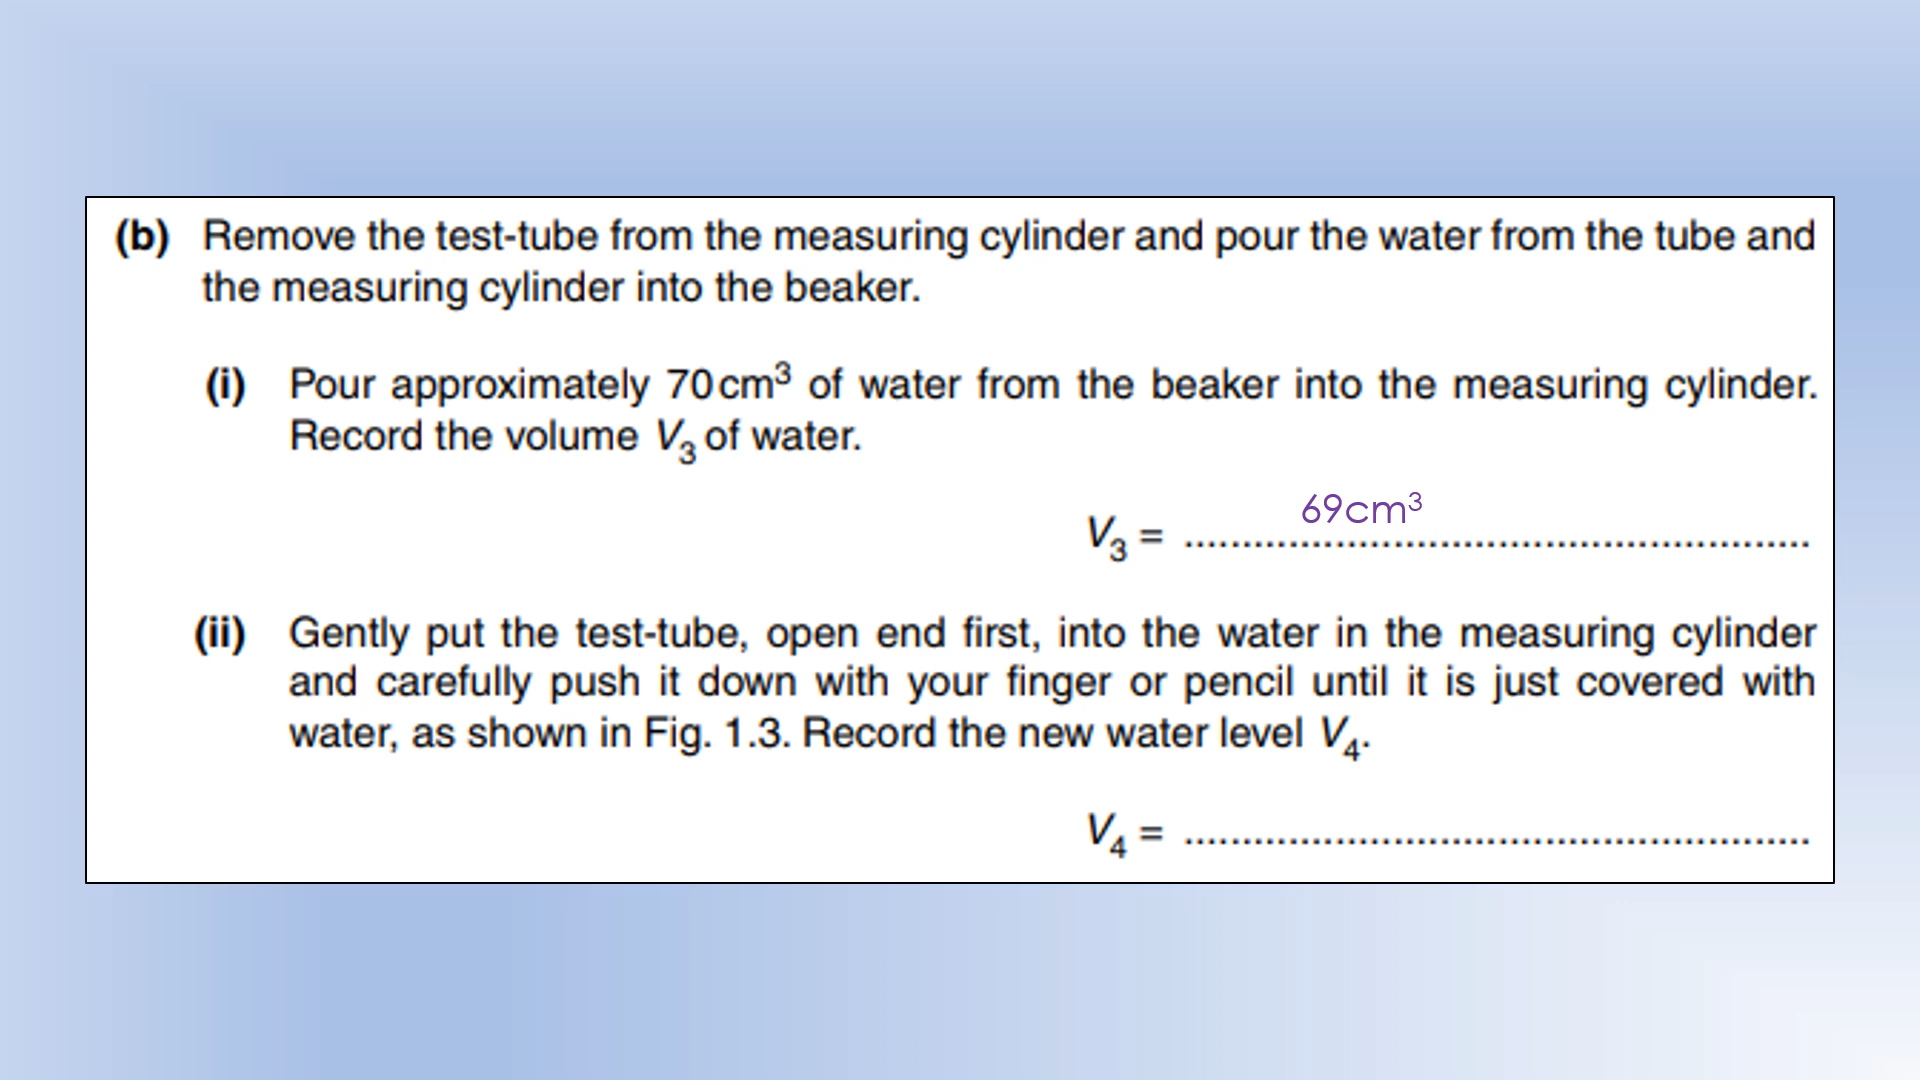 (b) Remove the test-tube from the measuring cylinder and pour the water from the tube and
the measuring cylinder into the beaker.
(i) Pour approximately 70 cm³ of water from the beaker into the measuring cylinder.
Record the volume V₃ of water.
V₃ = 69cm³ ......................................................
(ii) Gently put the test-tube, open end first, into the water in the measuring cylinder
and carefully push it down with your finger or pencil until it is just covered with
water, as shown in Fig. 1.3. Record the new water level V₄.
V₄ = ......................................................